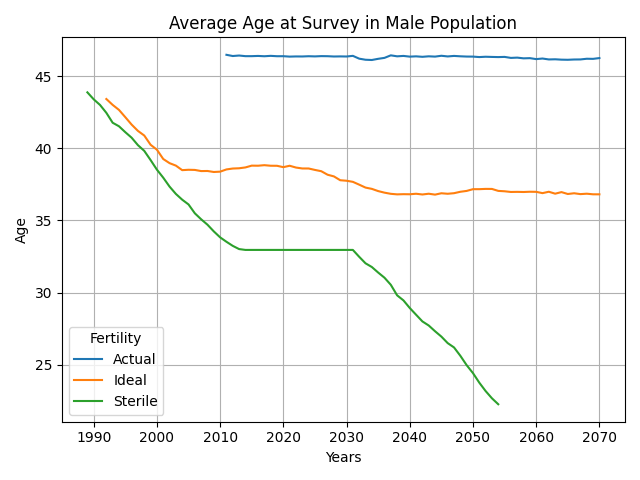 Average Age at Survey in Male Population
Age
45
40
35
30
25
Fertility
Actual
Ideal
Sterile
1990 2000 2010 2020 2030 2040 2050 2060 2070
Years